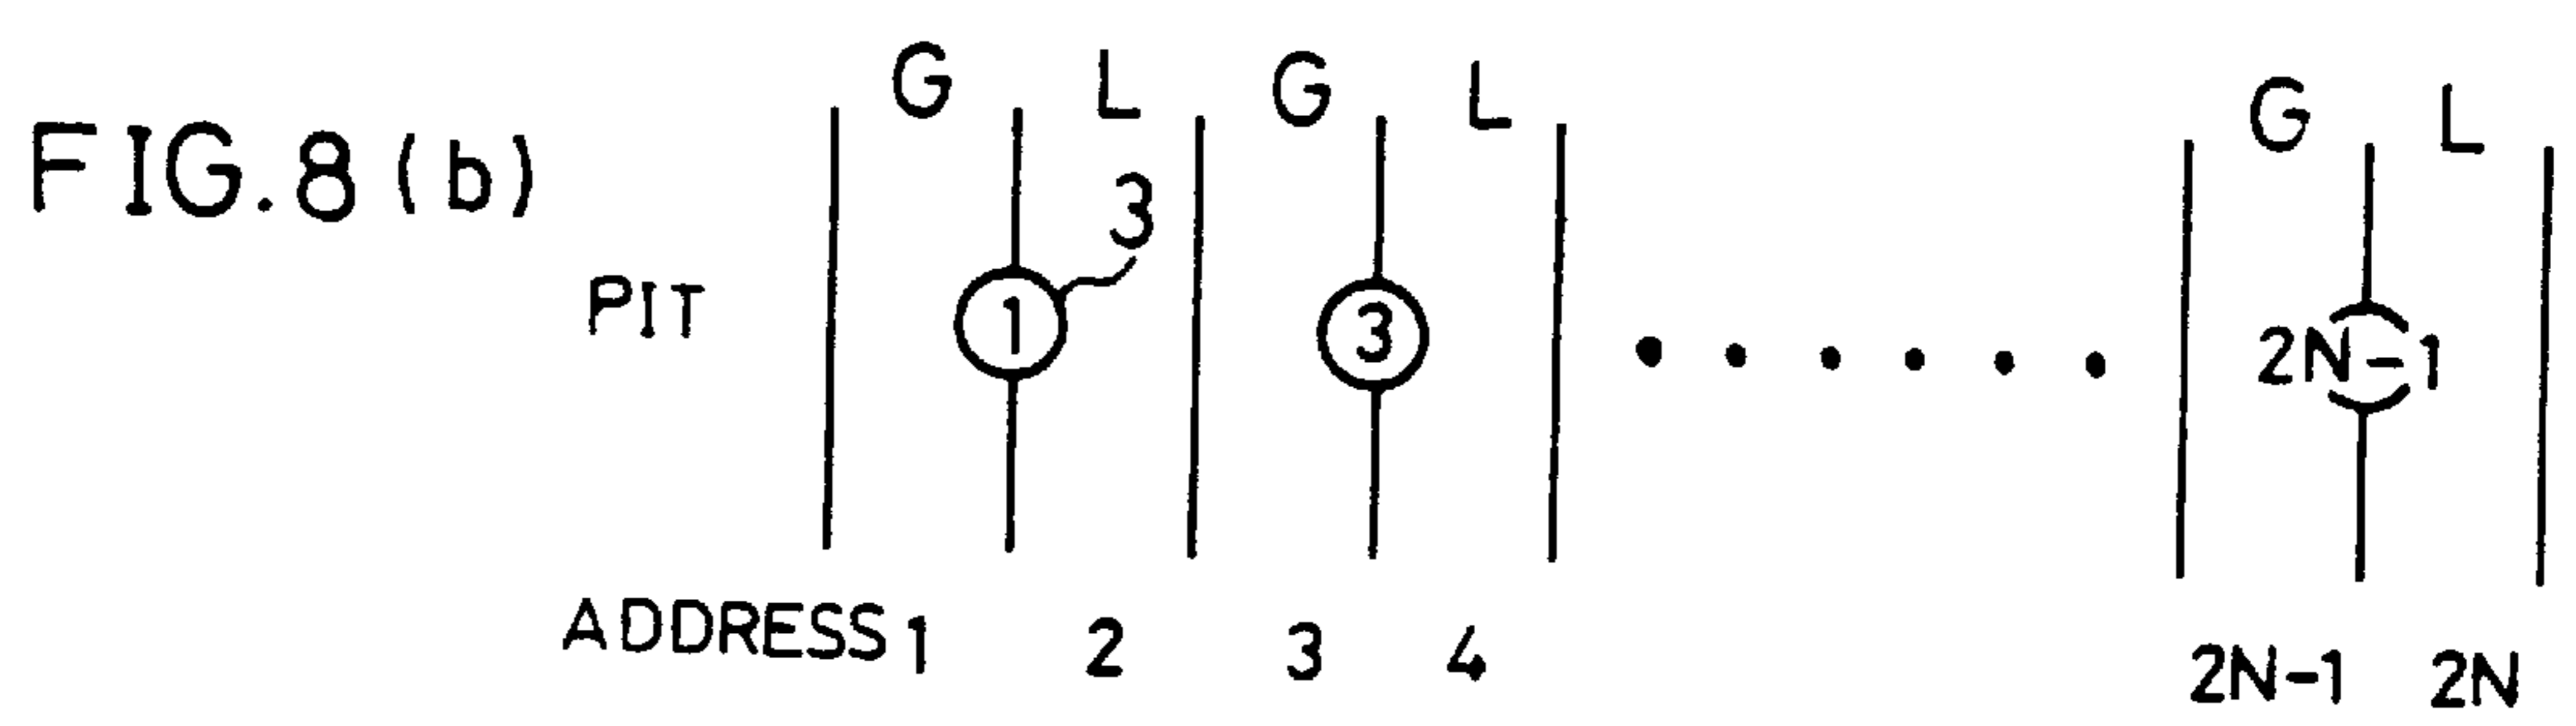 G L G L G L
FIG.8(b)
3
PIT 1 3 2N-1
ADDRESS 1 2 3 4 2N-1 2N